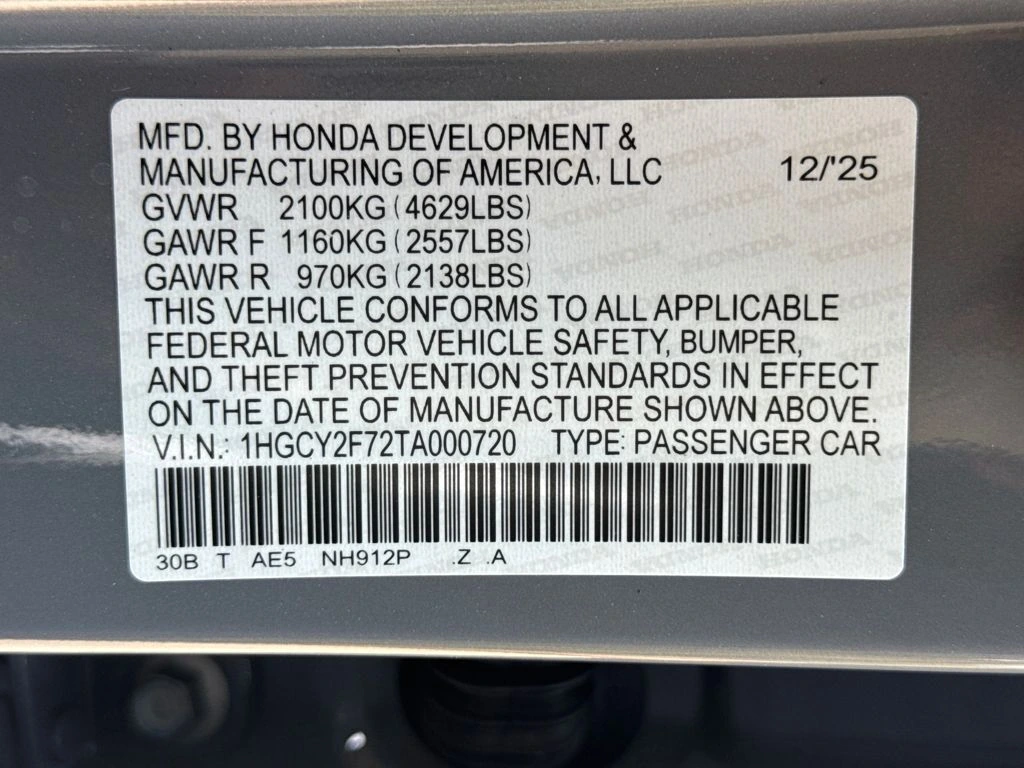 MFD. BY HONDA DEVELOPMENT &
MANUFACTURING OF AMERICA, LLC 12/'25
GVWR 2100KG (4629LBS)
GAWR F 1160KG (2557LBS)
GAWR R 970KG (2138LBS)
THIS VEHICLE CONFORMS TO ALL APPLICABLE
FEDERAL MOTOR VEHICLE SAFETY, BUMPER,
AND THEFT PREVENTION STANDARDS IN EFFECT
ON THE DATE OF MANUFACTURE SHOWN ABOVE.
V.I.N.: 1HGCY2F72TA000720 TYPE: PASSENGER CAR
30B T AE5 NH912P .Z .A